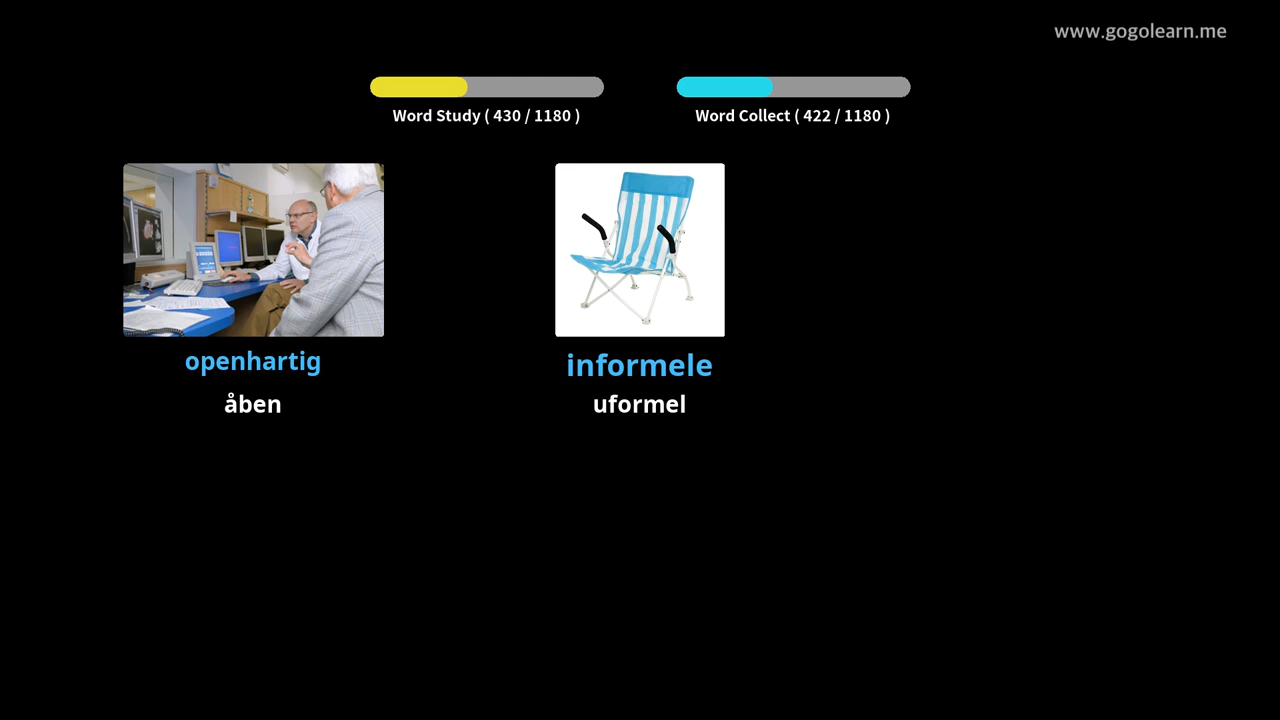 www.gogolearn.me
Word Study ( 430 / 1180 )
Word Collect ( 422 / 1180 )
openhartig
åben
informele
uformel